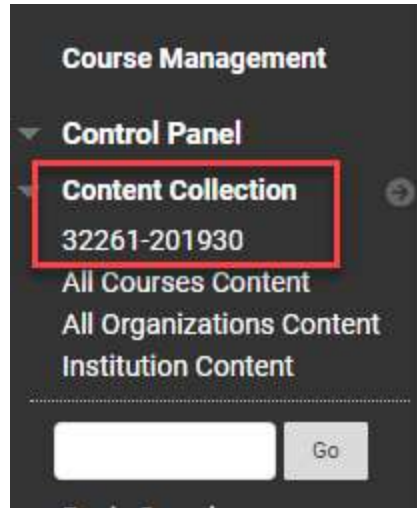 Course Management
Control Panel
Content Collection
32261-201930
All Courses Content
All Organizations Content
Institution Content
Go